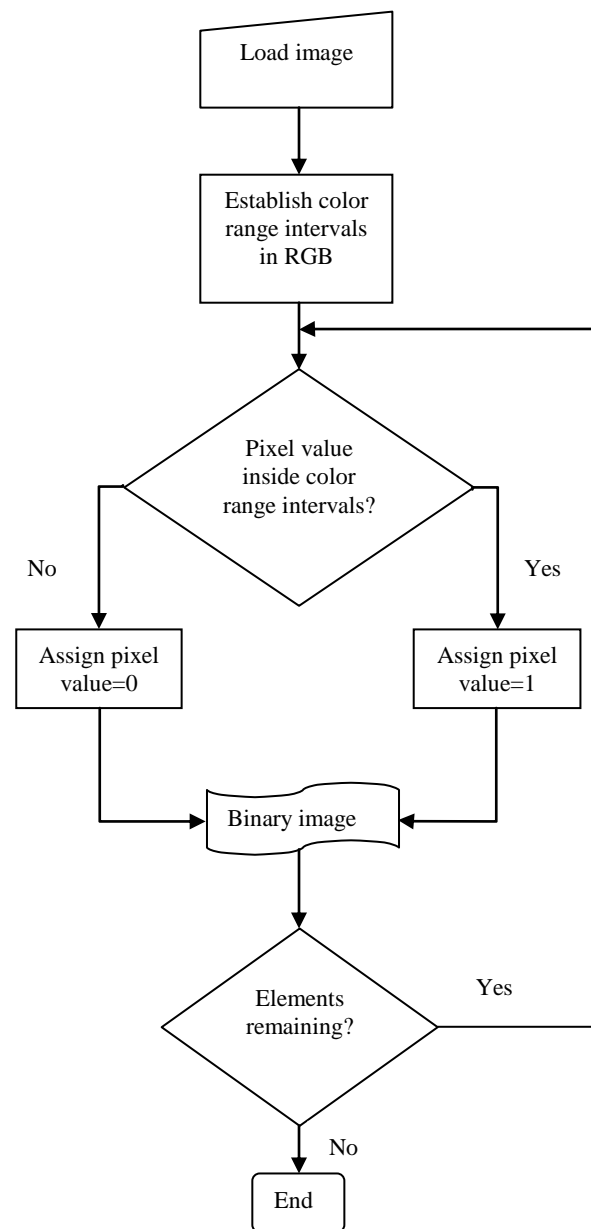 Load image
Establish color
range intervals
in RGB
Pixel value
inside color
range intervals?
No
Yes
Assign pixel
value=0
Assign pixel
value=1
Binary image
Elements
remaining?
Yes
No
End